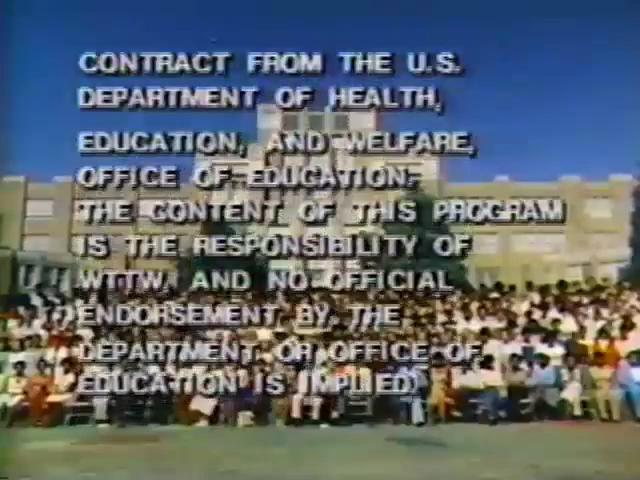 CONTRACT FROM THE U.S.
DEPARTMENT OF HEALTH,
EDUCATION, AND WELFARE,
OFFICE OF EDUCATION.
THE CONTENT OF THIS PROGRAM
IS THE RESPONSIBILITY OF
WTTW, AND NO OFFICIAL
ENDORSEMENT BY THE
DEPARTMENT OR OFFICE OF
EDUCATION IS IMPLIED.